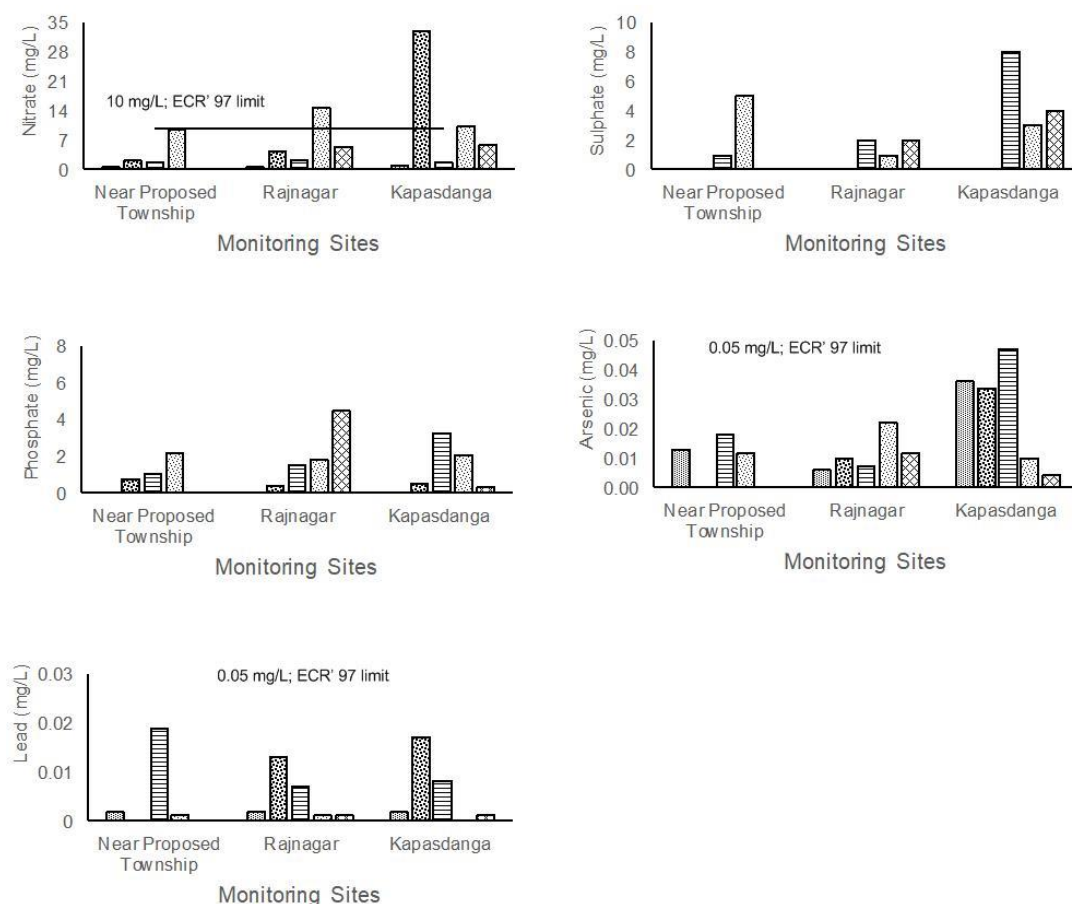 Nitrate (mg/L)
35
28
21
14
7
0
10 mg/L; ECR' 97 limit
Near Proposed
Township
Rajnagar
Kapasdanga
Monitoring Sites
Sulphate (mg/L)
10
8
6
4
2
0
Near Proposed
Township
Rajnagar
Kapasdanga
Monitoring Sites
Phosphate (mg/L)
8
6
4
2
0
Near Proposed
Township
Rajnagar
Kapasdanga
Monitoring Sites
Arsenic (mg/L)
0.05
0.04
0.03
0.02
0.01
0.00
0.05 mg/L; ECR' 97 limit
Near Proposed
Township
Rajnagar
Kapasdanga
Monitoring Sites
Lead (mg/L)
0.03
0.02
0.01
0
0.05 mg/L; ECR' 97 limit
Near Proposed
Township
Rajnagar
Kapasdanga
Monitoring Sites